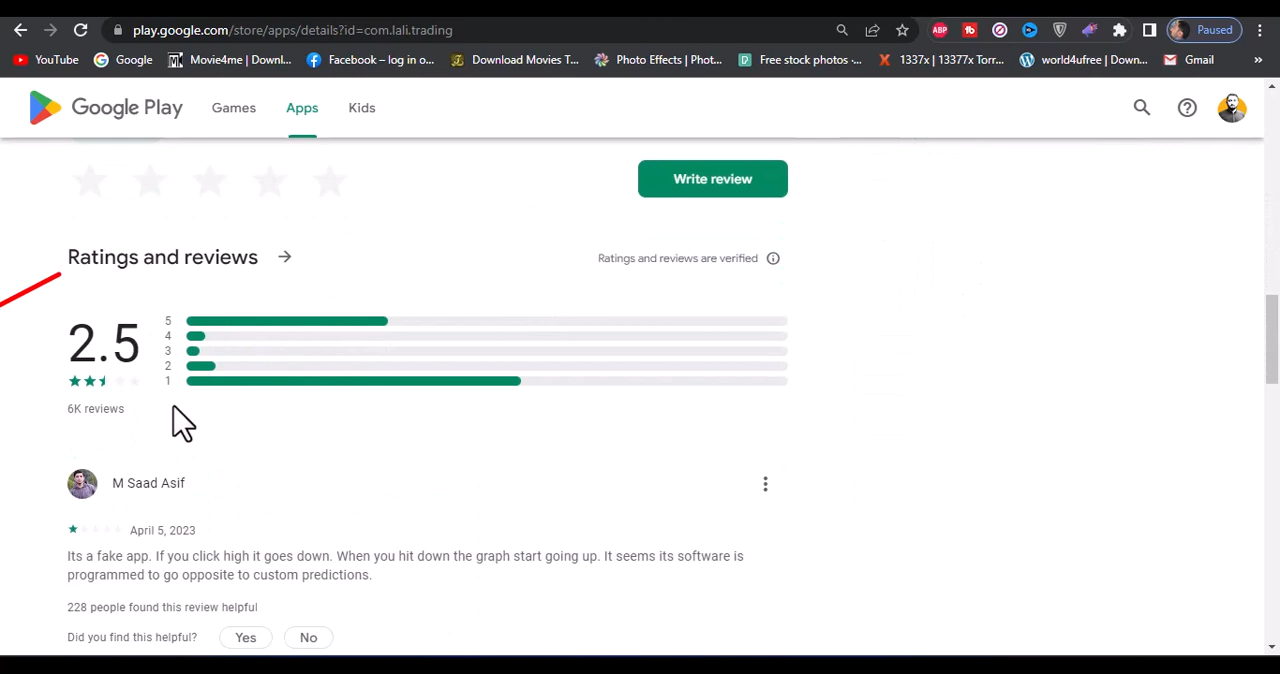 play.google.com/store/apps/details?id=com.lali.trading
ABP
tb
Paused
YouTube
Google
Movie4me | Downl...
Facebook – log in o...
Download Movies T...
Photo Effects | Phot...
Free stock photos -...
1337x | 13377x Torr...
world4ufree | Down...
Gmail
»
Google Play
Games
Apps
Kids
Write review
Ratings and reviews →
Ratings and reviews are verified
2.5
5
4
3
2
1
6K reviews
M Saad Asif
April 5, 2023
Its a fake app. If you click high it goes down. When you hit down the graph start going up. It seems its software is
programmed to go opposite to custom predictions.
228 people found this review helpful
Did you find this helpful?
Yes
No